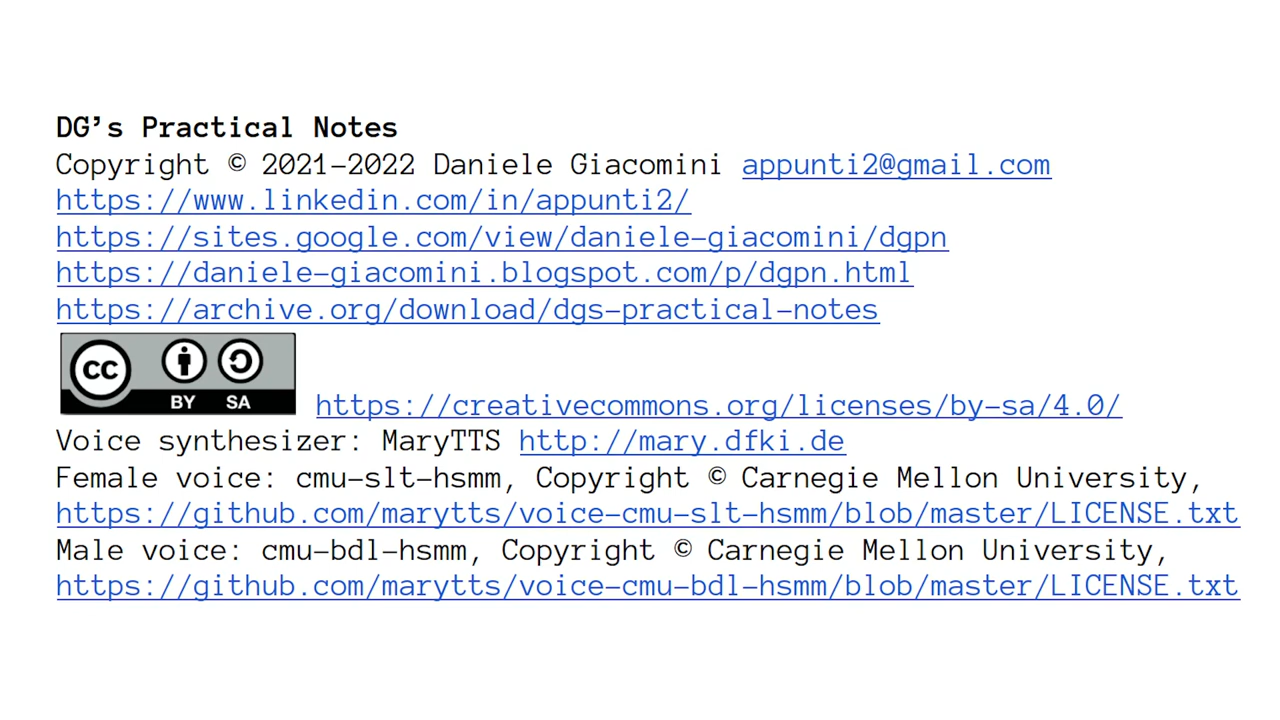 DG’s Practical Notes
Copyright © 2021-2022 Daniele Giacomini appunti2@gmail.com
https://www.linkedin.com/in/appunti2/
https://sites.google.com/view/daniele-giacomini/dgpn
https://daniele-giacomini.blogspot.com/p/dgpn.html
https://archive.org/download/dgs-practical-notes
CC BY SA https://creativecommons.org/licenses/by-sa/4.0/
Voice synthesizer: MaryTTS http://mary.dfki.de
Female voice: cmu-slt-hsmm, Copyright © Carnegie Mellon University,
https://github.com/marytts/voice-cmu-slt-hsmm/blob/master/LICENSE.txt
Male voice: cmu-bdl-hsmm, Copyright © Carnegie Mellon University,
https://github.com/marytts/voice-cmu-bdl-hsmm/blob/master/LICENSE.txt